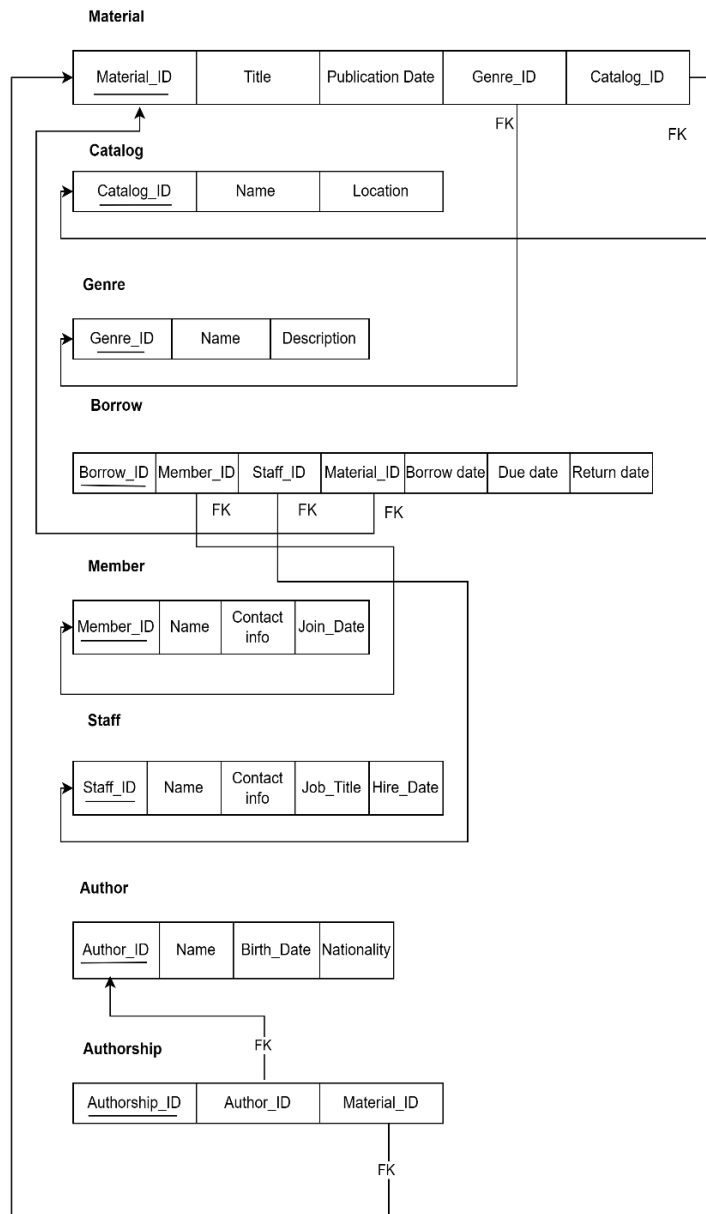 Material
Material_ID Title Publication Date Genre_ID Catalog_ID
FK FK
Catalog
Catalog_ID Name Location
Genre
Genre_ID Name Description
Borrow
Borrow_ID Member_ID Staff_ID Material_ID Borrow date Due date Return date
FK FK FK
Member
Member_ID Name Contact info Join_Date
Staff
Staff_ID Name Contact info Job_Title Hire_Date
Author
Author_ID Name Birth_Date Nationality
FK
Authorship
Authorship_ID Author_ID Material_ID
FK